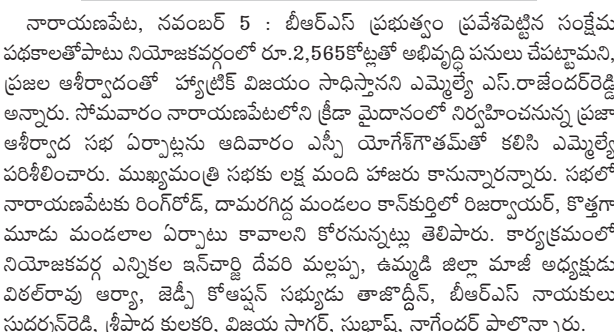 నారాయణపేట, నవంబర్ 5 : బీఆర్ఎస్ ప్రభుత్వం ప్రవేశపెట్టిన సంక్షేమ
పథకాలతోపాటు నియోజకవర్గంలో రూ.2,565కోట్లతో అభివృద్ధి పనులు చేపట్టామని,
ప్రజల ఆశీర్వాదంతో హ్యాట్రిక్ విజయం సాధిస్తానని ఎమ్మెల్యే ఎస్.రాజేందర్‌రెడ్డి
అన్నారు. సోమవారం నారాయణపేటలోని క్రీడా మైదానంలో నిర్వహించనున్న ప్రజా
ఆశీర్వాద సభ ఏర్పాట్లను ఆదివారం ఎస్పీ యోగేశ్‌గౌతమ్‌తో కలిసి ఎమ్మెల్యే
పరిశీలించారు. ముఖ్యమంత్రి సభకు లక్ష మంది హాజరు కానున్నారన్నారు. సభలో
నారాయణపేటకు రింగ్‌రోడ్, దామరగిద్ద మండలం కాన్‌కుర్తిలో రిజర్వాయర్, కొత్తగా
మూడు మండలాల ఏర్పాటు కావాలని కోరనున్నట్లు తెలిపారు. కార్యక్రమంలో
నియోజకవర్గ ఎన్నికల ఇన్‌చార్జి దేవరి మల్లప్ప, ఉమ్మడి జిల్లా మాజీ అధ్యక్షుడు
విఠల్‌రావు ఆర్యా, జెడ్పీ కోఆప్షన్ సభ్యుడు తాజొద్దీన్, బీఆర్ఎస్ నాయకులు
సుదర్శన్‌రెడ్డి, శ్రీపాద కులకర్ణి, విజయ సాగర్, సుభాష్, నాగేందర్ పాల్గొన్నారు.